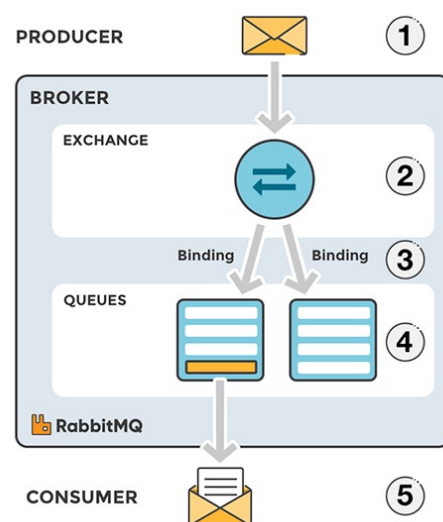 PRODUCER
1
BROKER
EXCHANGE
2
Binding
Binding
3
QUEUES
4
RabbitMQ
CONSUMER
5